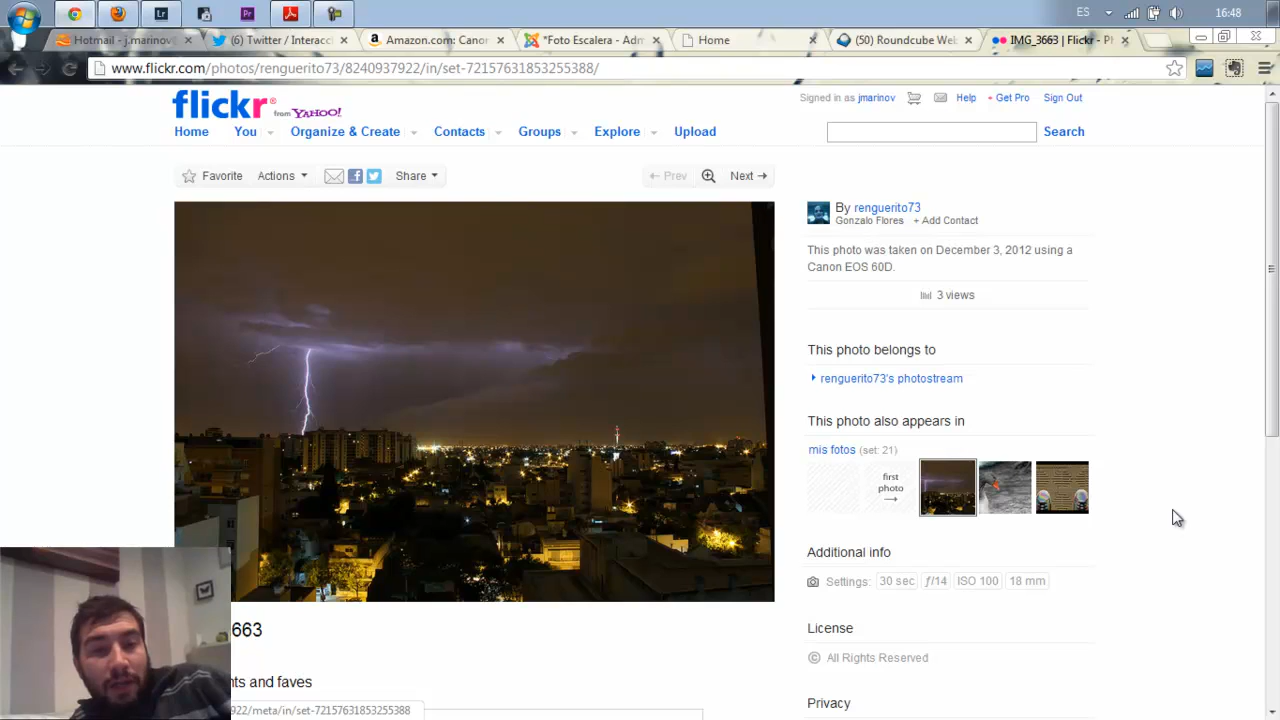 ES 16:48
Hotmail - j.marinov@
(6) Twitter / Interacci
Amazon.com: Canon
*Foto Escalera - Adm
Home
(50) Roundcube Web
IMG_3663 | Flickr - Ph
www.flickr.com/photos/renguerito73/8240937922/in/set-72157631853255388/
flickr from YAHOO!
Signed in as jmarinov Help Get Pro Sign Out
Home You Organize & Create Contacts Groups Explore Upload Search
Favorite Actions Share ← Prev Next →
By renguerito73
Gonzalo Flores + Add Contact
This photo was taken on December 3, 2012 using a
Canon EOS 60D.
3 views
This photo belongs to
renguerito73's photostream
This photo also appears in
mis fotos (set: 21)
first
photo
→
Additional info
Settings: 30 sec ƒ/14 ISO 100 18 mm
License
© All Rights Reserved
Privacy
663
nts and faves
922/meta/in/set-72157631853255388